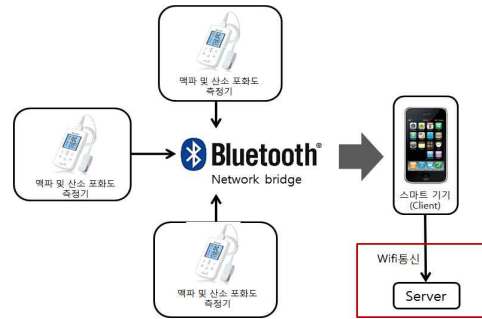 맥파 및 산소 포화도
측정기
맥파 및 산소 포화도
측정기
Bluetooth®
Network bridge
스마트 기기
(Client)
맥파 및 산소 포화도
측정기
Wifi통신
Server